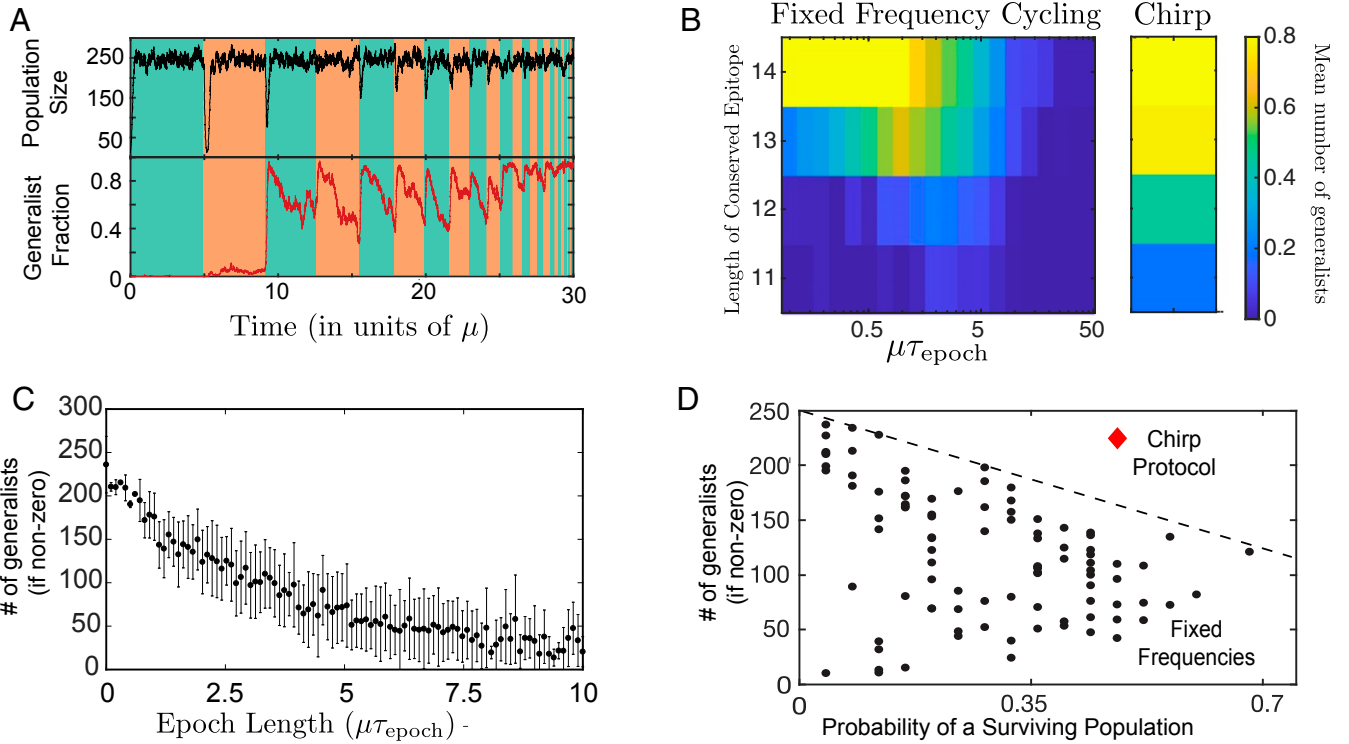 A
Population
Size
250
150
50
Generalist
Fraction
0.8
0.4
0
0
10
20
30
Time (in units of μ)
B
Fixed Frequency Cycling
Chirp
Length of Conserved Epitope
14
13
12
11
0.5
5
50
μτepoch
0.8
0.6
0.4
0.2
0
Mean number of generalists
C
# of generalists
(if non-zero)
300
250
200
150
100
50
0
0
2.5
5
7.5
10
Epoch Length (μτepoch)
D
# of generalists
(if non-zero)
250
200
150
100
50
0
Chirp
Protocol
Fixed
Frequencies
0
0.35
0.7
Probability of a Surviving Population